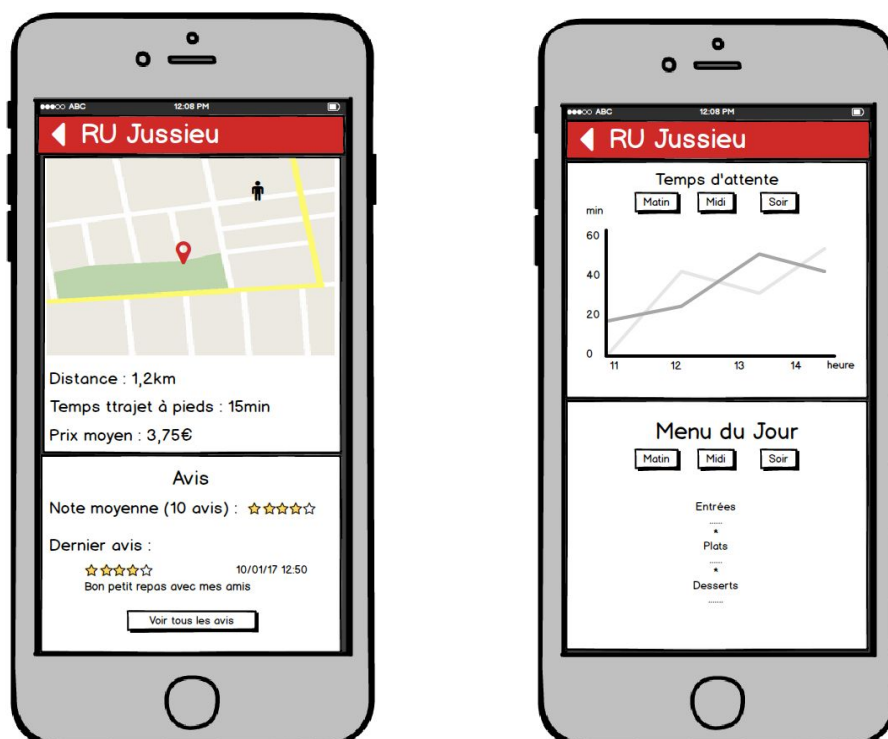 ABC 12:08 PM
RU Jussieu
Distance : 1,2km
Temps ttrajet à pieds : 15min
Prix moyen : 3,75€
Avis
Note moyenne (10 avis) :
Dernier avis :
10/01/17 12:50
Bon petit repas avec mes amis
Voir tous les avis
ABC 12:08 PM
RU Jussieu
Temps d'attente
Matin Midi Soir
min
60
40
20
0
11 12 13 14 heure
Menu du Jour
Matin Midi Soir
Entrées
......
*
Plats
......
*
Desserts
.......